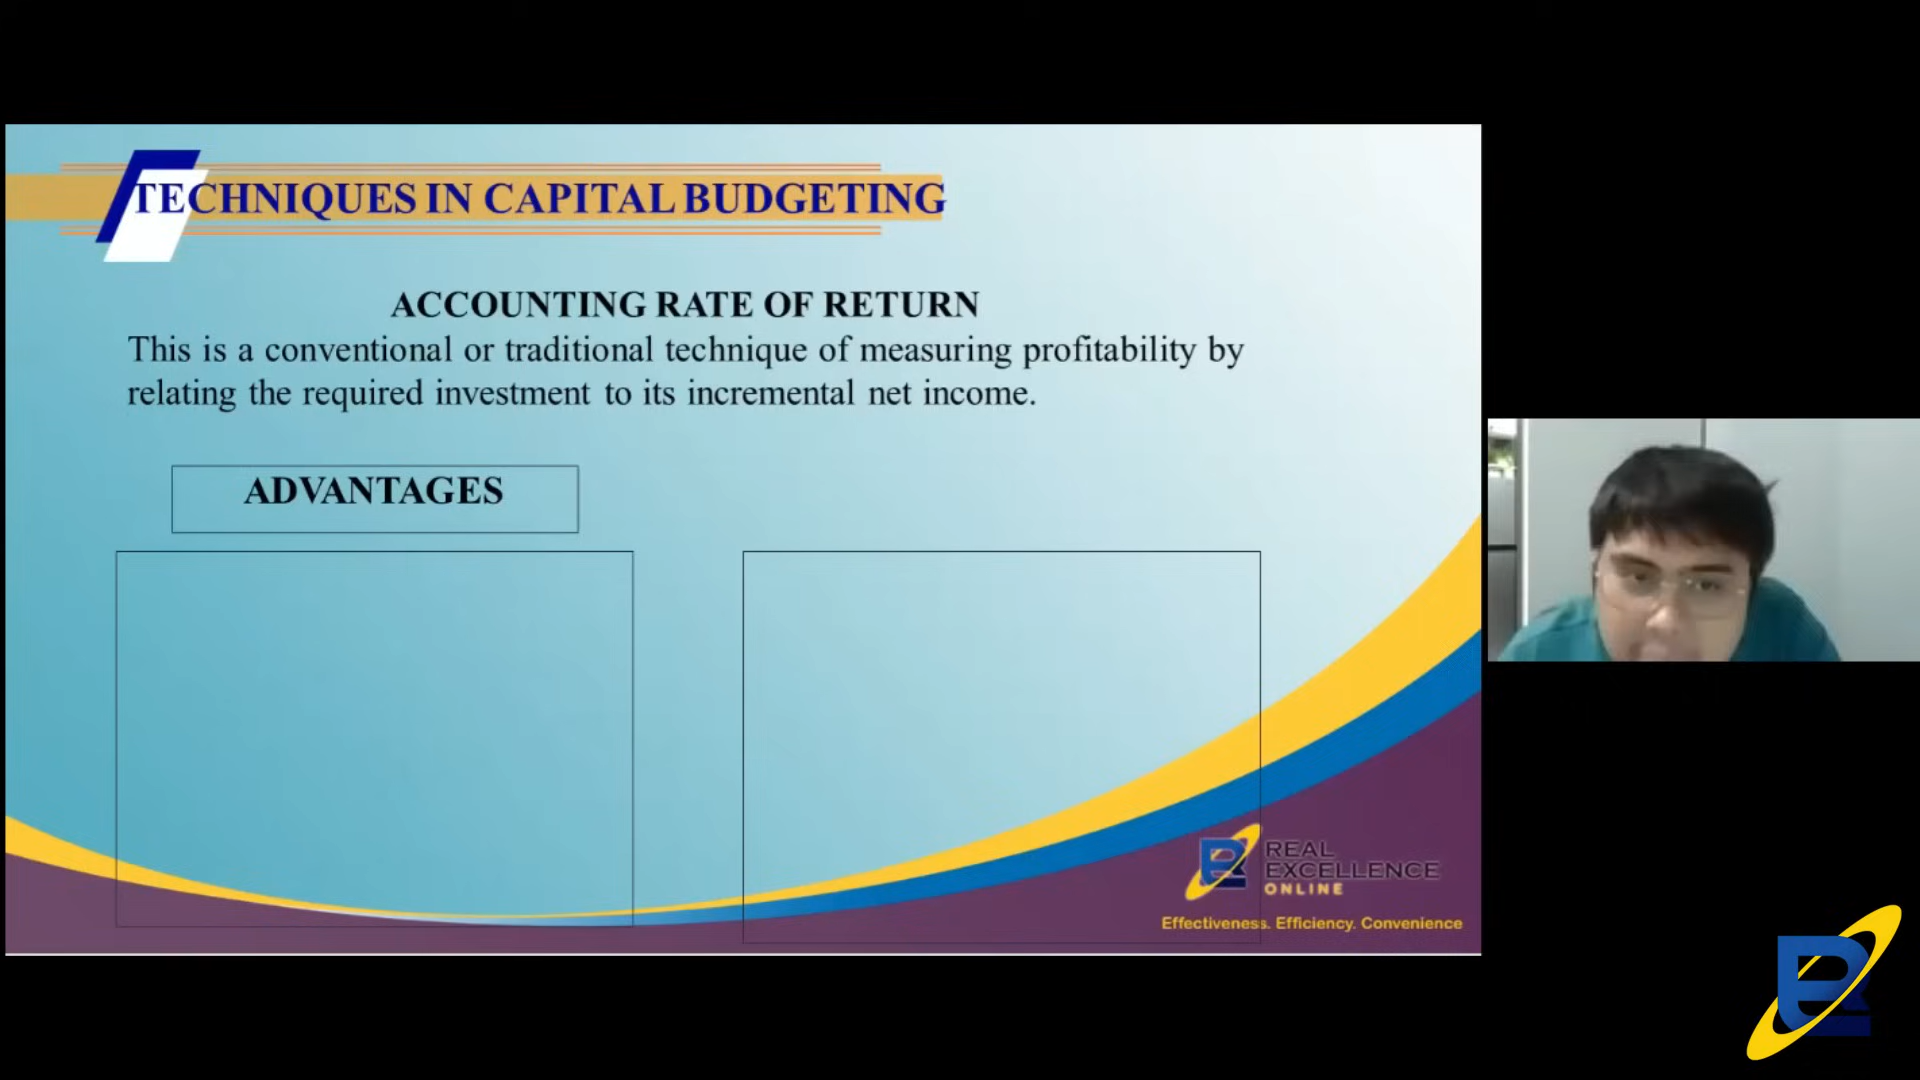 TECHNIQUES IN CAPITAL BUDGETING
ACCOUNTING RATE OF RETURN
This is a conventional or traditional technique of measuring profitability by
relating the required investment to its incremental net income.
ADVANTAGES
REAL
EXCELLENCE
ONLINE
Effectiveness. Efficiency. Convenience